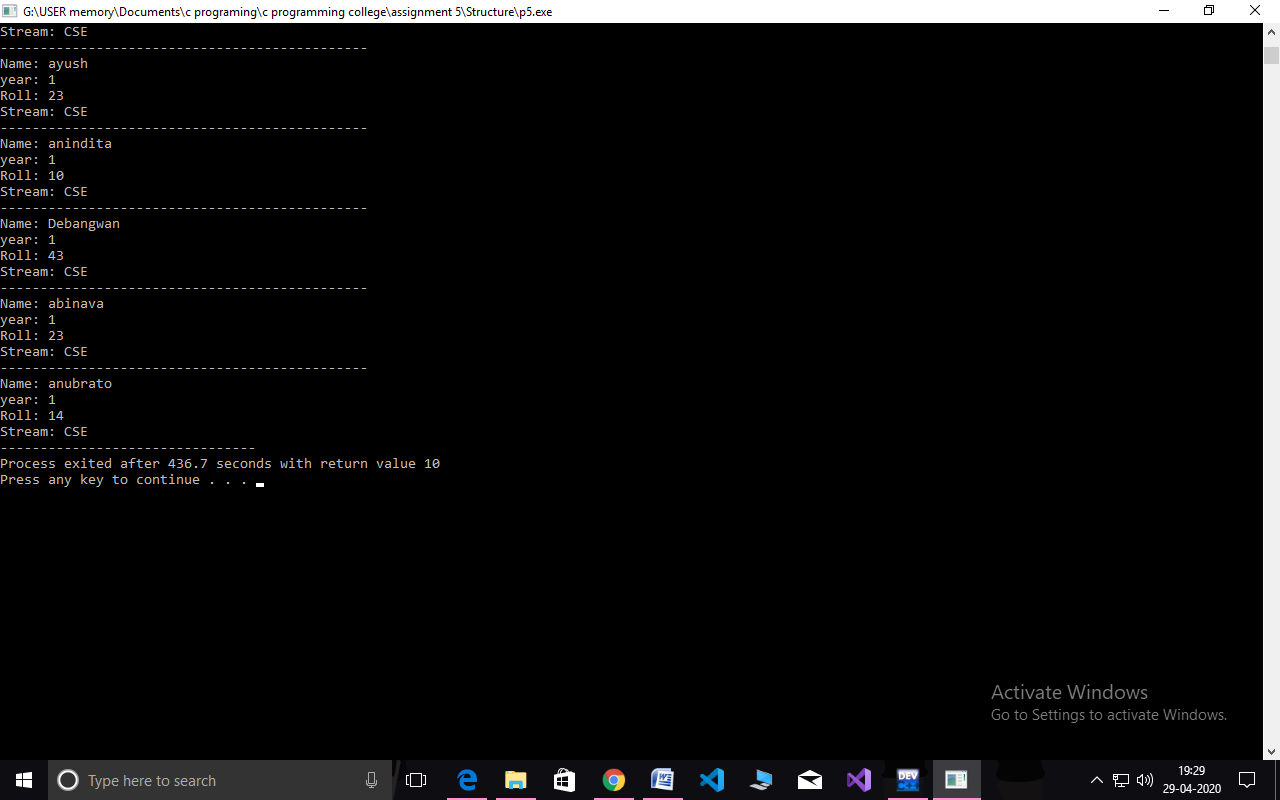 G:\USER memory\Documents\c programing\c programming college\assignment 5\Structure\p5.exe
Stream: CSE
----------------------------------------------
Name: ayush
year: 1
Roll: 23
Stream: CSE
----------------------------------------------
Name: anindita
year: 1
Roll: 10
Stream: CSE
----------------------------------------------
Name: Debangwan
year: 1
Roll: 43
Stream: CSE
----------------------------------------------
Name: abinava
year: 1
Roll: 23
Stream: CSE
----------------------------------------------
Name: anubrato
year: 1
Roll: 14
Stream: CSE
--------------------------------
Process exited after 436.7 seconds with return value 10
Press any key to continue . . .
Activate Windows
Go to Settings to activate Windows.
Type here to search
DEV
C++
19:29
29-04-2020